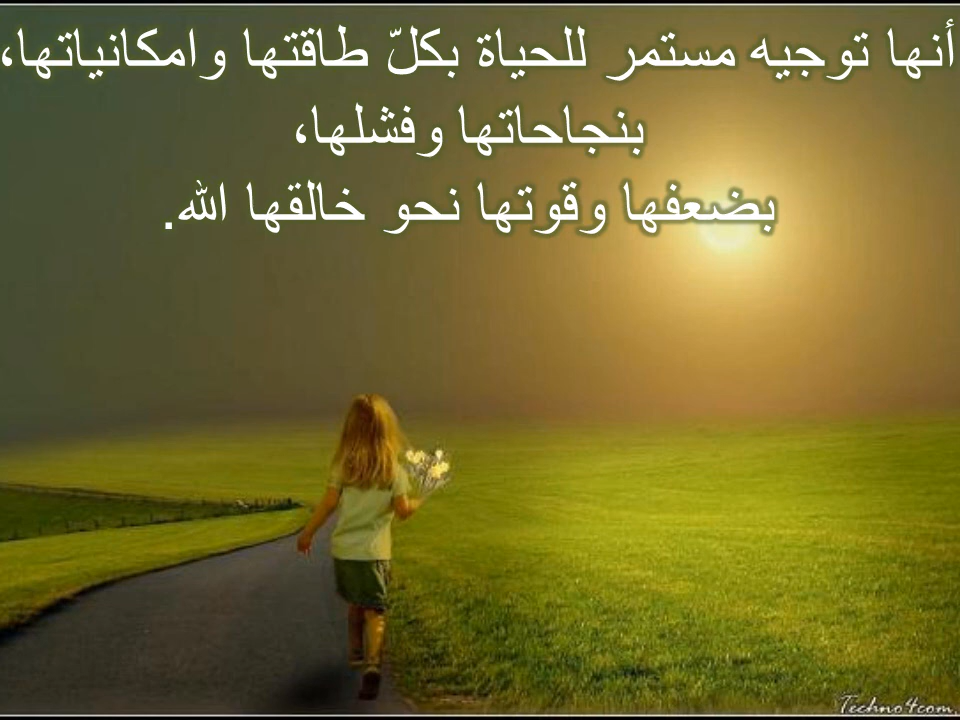 أنها توجيه مستمر للحياة بكلّ طاقتها وامكانياتها،
بنجاحاتها وفشلها،
بضعفها وقوتها نحو خالقها الله.
Techno4com.